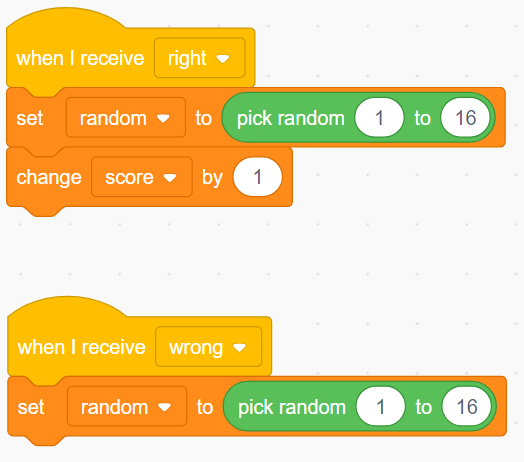 when I receive right
set random to pick random 1 to 16
change score by 1
when I receive wrong
set random to pick random 1 to 16